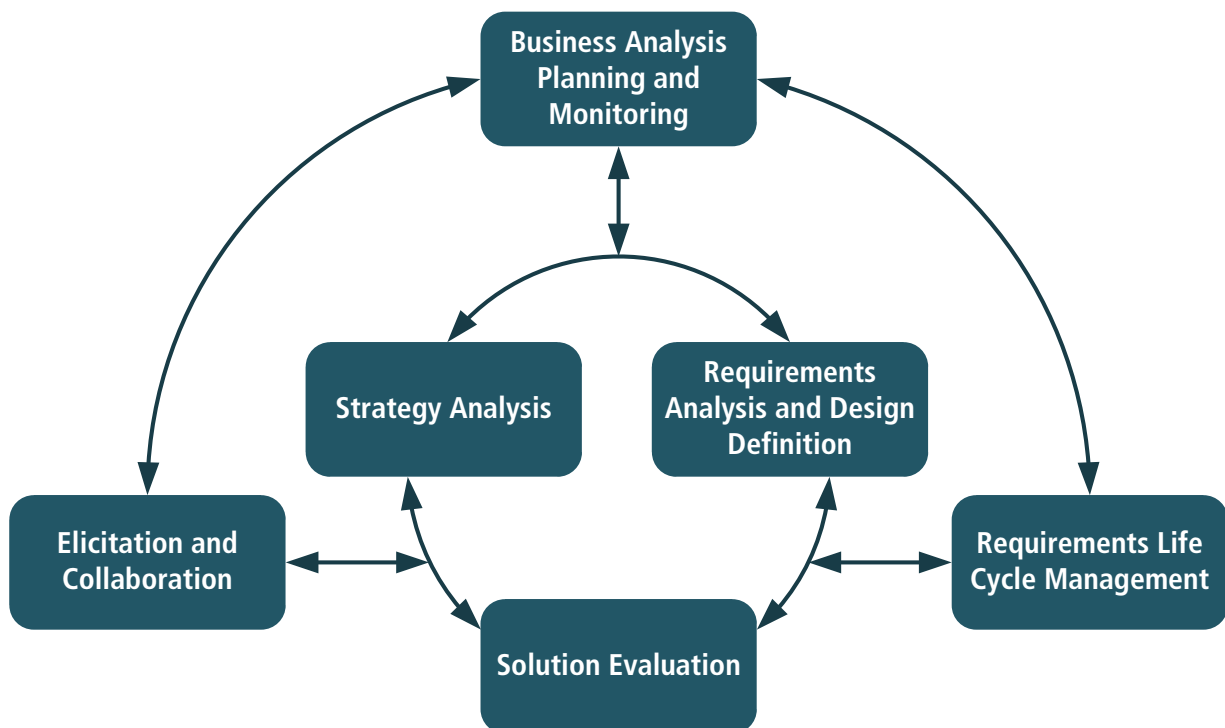 Business Analysis
Planning and
Monitoring
Strategy Analysis
Requirements
Analysis and Design
Definition
Elicitation and
Collaboration
Requirements Life
Cycle Management
Solution Evaluation